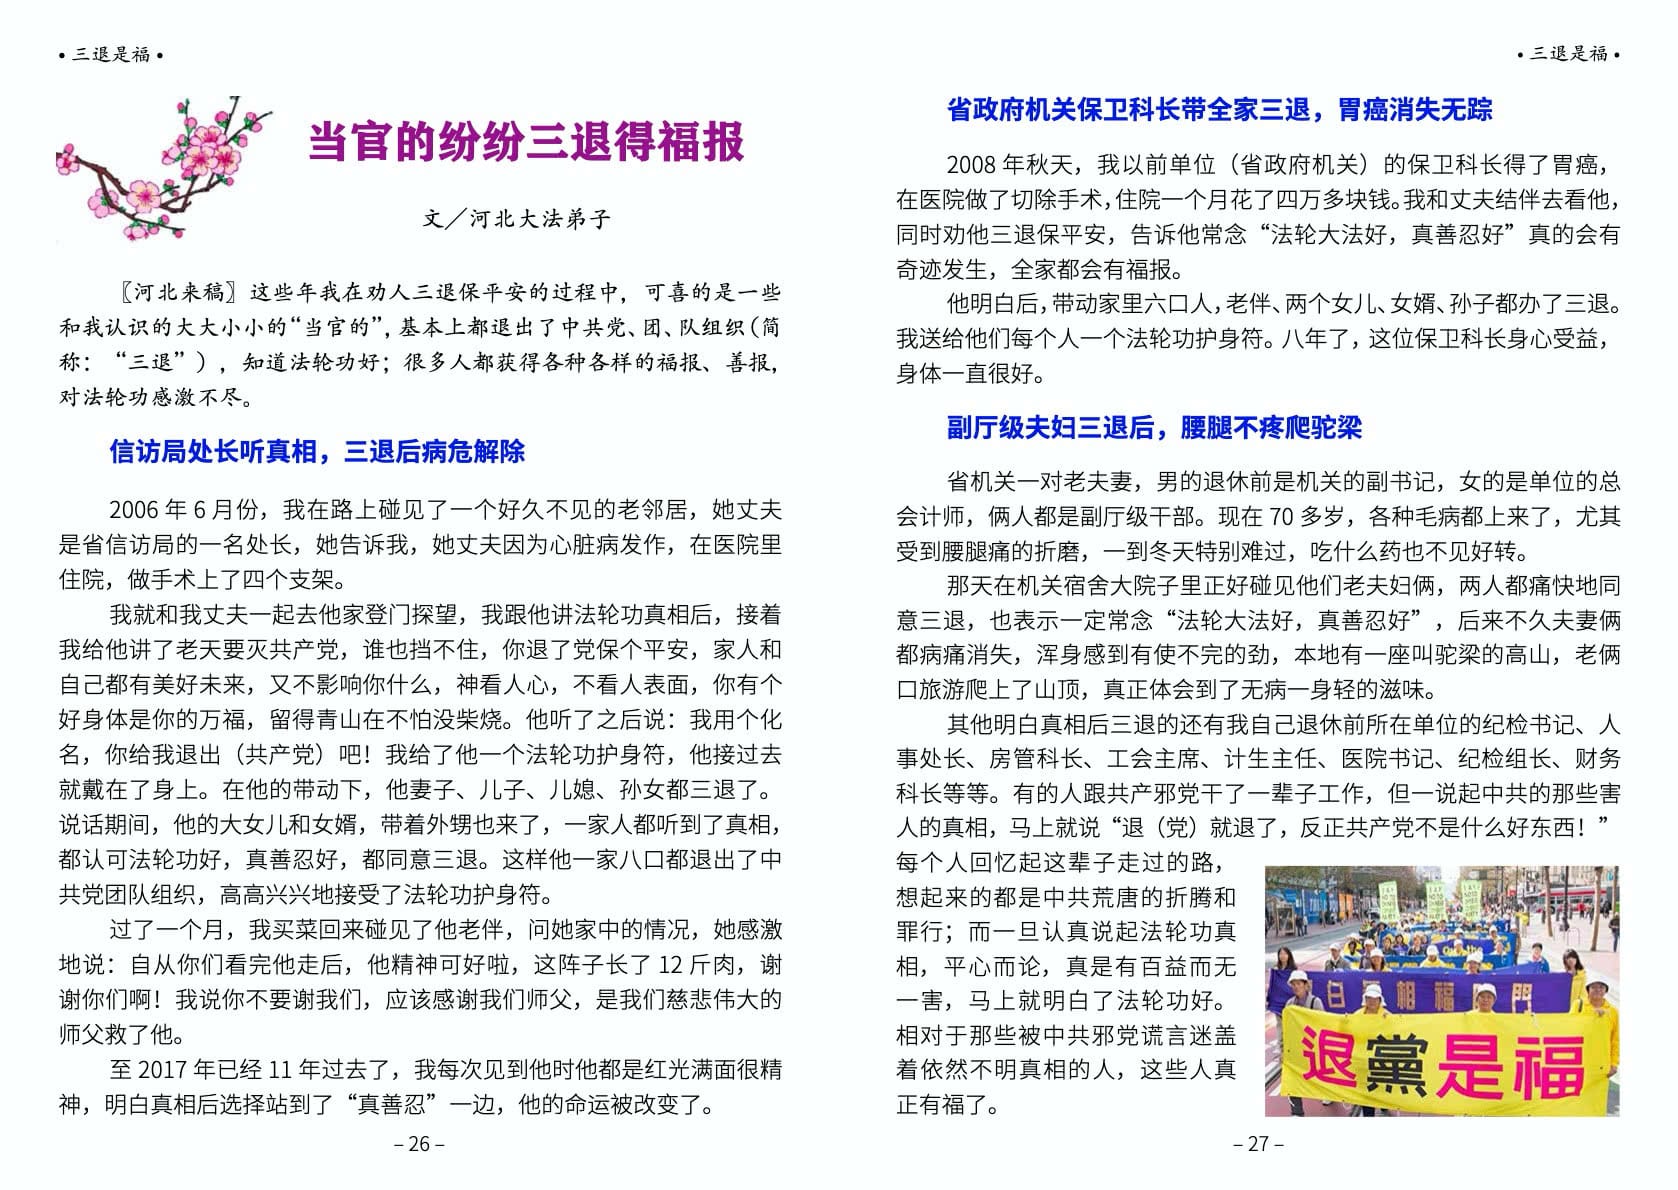 • 三退是福 •
当官的纷纷三退得福报
文／河北大法弟子
〖河北来稿〗这些年我在劝人三退保平安的过程中，可喜的是一些
和我认识的大大小小的“当官的”，基本上都退出了中共党、团、队组织（简
称：“三退”），知道法轮功好；很多人都获得各种各样的福报、善报，
对法轮功感激不尽。
信访局处长听真相，三退后病危解除
2006 年 6 月份，我在路上碰见了一个好久不见的老邻居，她丈夫
是省信访局的一名处长，她告诉我，她丈夫因为心脏病发作，在医院里
住院，做手术上了四个支架。
我就和我丈夫一起去他家登门探望，我跟他讲法轮功真相后，接着
我给他讲了老天要灭共产党，谁也挡不住，你退了党保个平安，家人和
自己都有美好未来，又不影响你什么，神看人心，不看人表面，你有个
好身体是你的万福，留得青山在不怕没柴烧。他听了之后说：我用个化
名，你给我退出（共产党）吧！我给了他一个法轮功护身符，他接过去
就戴在了身上。在他的带动下，他妻子、儿子、儿媳、孙女都三退了。
说话期间，他的大女儿和女婿，带着外甥也来了，一家人都听到了真相，
都认可法轮功好，真善忍好，都同意三退。这样他一家八口都退出了中
共党团队组织，高高兴兴地接受了法轮功护身符。
过了一个月，我买菜回来碰见了他老伴，问她家中的情况，她感激
地说：自从你们看完他走后，他精神可好啦，这阵子长了 12 斤肉，谢
谢你们啊！我说你不要谢我们，应该感谢我们师父，是我们慈悲伟大的
师父救了他。
至 2017 年已经 11 年过去了，我每次见到他时他都是红光满面很精
神，明白真相后选择站到了“真善忍”一边，他的命运被改变了。
– 26 –
• 三退是福 •
省政府机关保卫科长带全家三退，胃癌消失无踪
2008 年秋天，我以前单位（省政府机关）的保卫科长得了胃癌，
在医院做了切除手术，住院一个月花了四万多块钱。我和丈夫结伴去看他，
同时劝他三退保平安，告诉他常念“法轮大法好，真善忍好”真的会有
奇迹发生，全家都会有福报。
他明白后，带动家里六口人，老伴、两个女儿、女婿、孙子都办了三退。
我送给他们每个人一个法轮功护身符。八年了，这位保卫科长身心受益，
身体一直很好。
副厅级夫妇三退后，腰腿不疼爬驼梁
省机关一对老夫妻，男的退休前是机关的副书记，女的是单位的总
会计师，俩人都是副厅级干部。现在 70 多岁，各种毛病都上来了，尤其
受到腰腿痛的折磨，一到冬天特别难过，吃什么药也不见好转。
那天在机关宿舍大院子里正好碰见他们老夫妇俩，两人都痛快地同
意三退，也表示一定常念“法轮大法好，真善忍好”，后来不久夫妻俩
都病痛消失，浑身感到有使不完的劲，本地有一座叫驼梁的高山，老俩
口旅游爬上了山顶，真正体会到了无病一身轻的滋味。
其他明白真相后三退的还有我自己退休前所在单位的纪检书记、人
事处长、房管科长、工会主席、计生主任、医院书记、纪检组长、财务
科长等等。有的人跟共产邪党干了一辈子工作，但一说起中共的那些害
人的真相，马上就说“退（党）就退了，反正共产党不是什么好东西！”
每个人回忆起这辈子走过的路，
想起来的都是中共荒唐的折腾和
罪行；而一旦认真说起法轮功真
相，平心而论，真是有百益而无
一害，马上就明白了法轮功好。
相对于那些被中共邪党谎言迷盖
着依然不明真相的人，这些人真
正有福了。
相福門
退黨是福
– 27 –